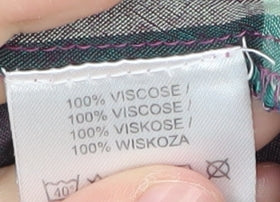 100% VISCOSE /
100% VISCOSE /
100% VISKOSE /
100% WISKOZA
40°